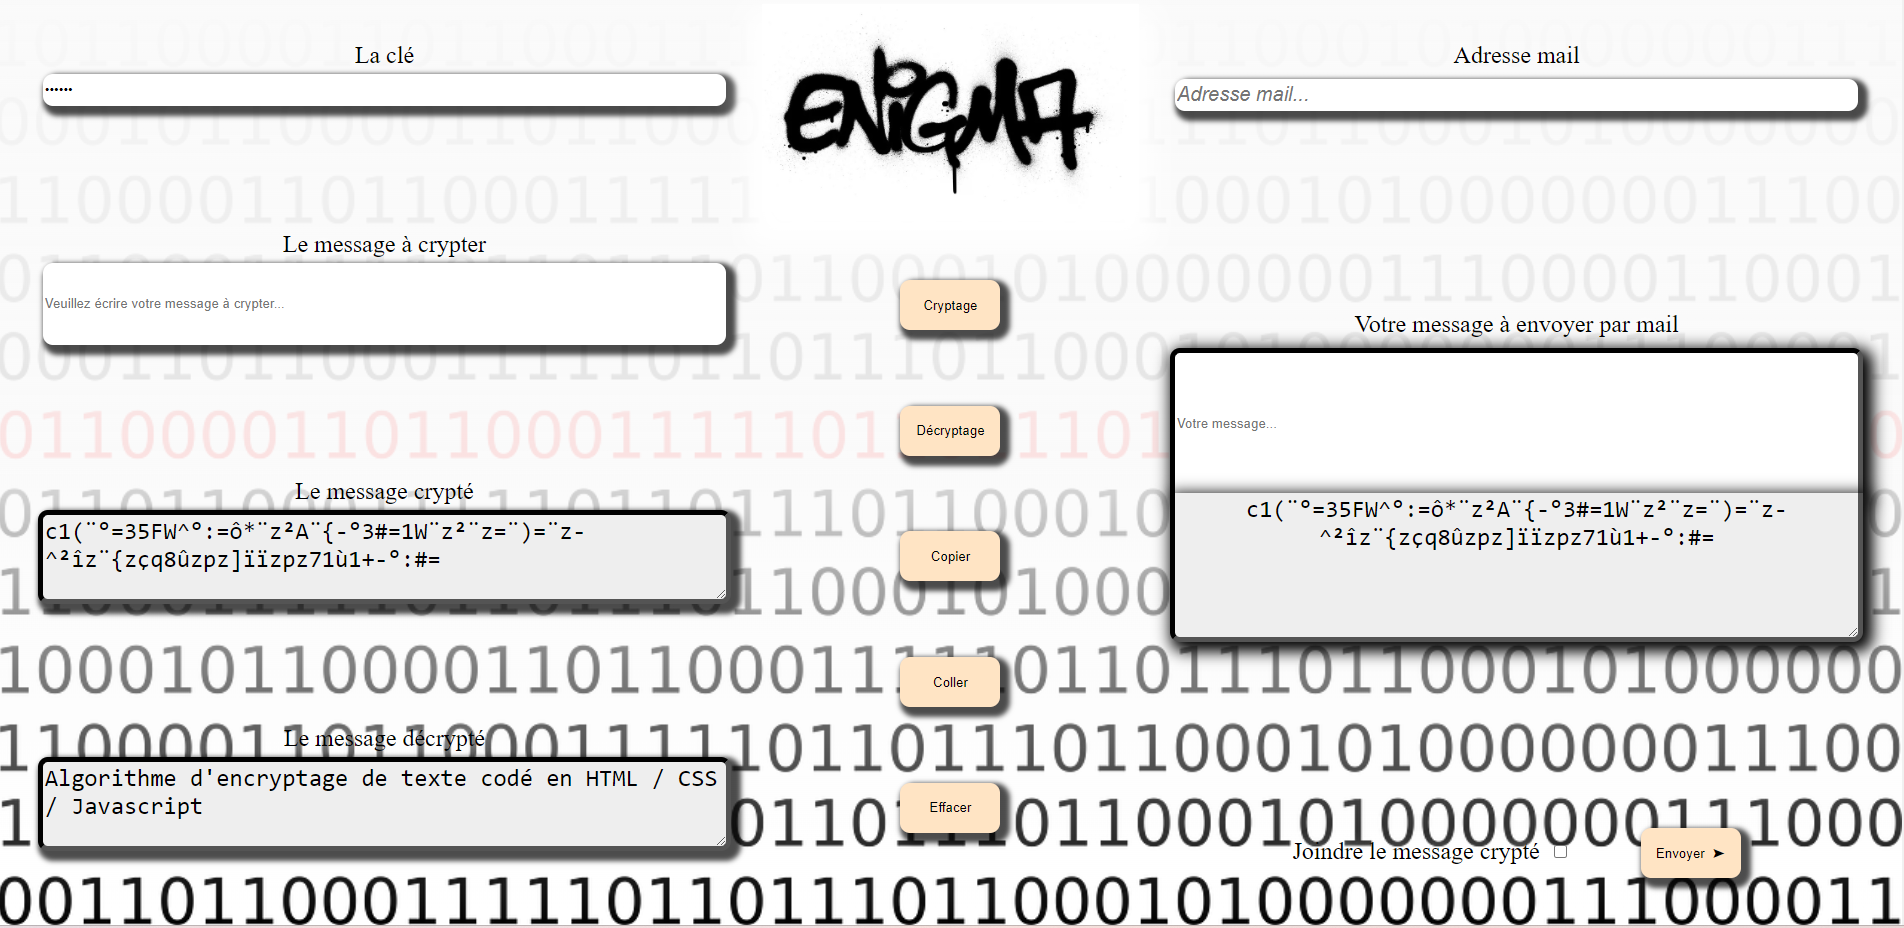 La clé
ENiGMA
Adresse mail
Adresse mail...
Le message à crypter
Veuillez écrire votre message à crypter...
Cryptage
Votre message à envoyer par mail
Votre message...
Décryptage
Le message crypté
c1(¨°=35FW^°:=ô*¨z²A¨{-°3#=1W¨z²¨z=¨)=¨z-
^²îz¨{zçq8ûzpz]ïïzpz71ù1+-°:#=
c1(¨°=35FW^°:=ô*¨z²A¨{-°3#=1W¨z²¨z=¨)=¨z-
^²îz¨{zçq8ûzpz]ïïzpz71ù1+-°:#=
Copier
Coller
Le message décrypté
Algorithme d'encryptage de texte codé en HTML / CSS
/ Javascript
Effacer
Joindre le message crypté
Envoyer ➤